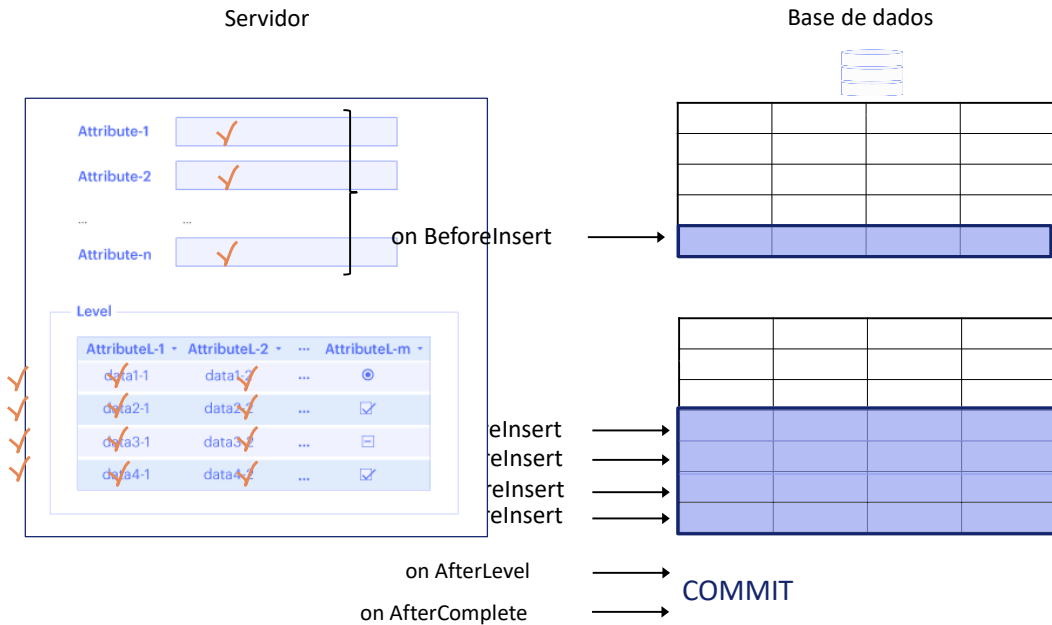 Servidor
Base de dados
Attribute-1
Attribute-2
... ...
on BeforeInsert
Attribute-n
Level
AttributeL-1 AttributeL-2 ... AttributeL-m
data1-1 data1-2 ...
data2-1 data2-2 ...
reInsert
data3-1 data3-2 ...
reInsert
data4-1 data4-2 ...
reInsert
reInsert
on AfterLevel
COMMIT
on AfterComplete